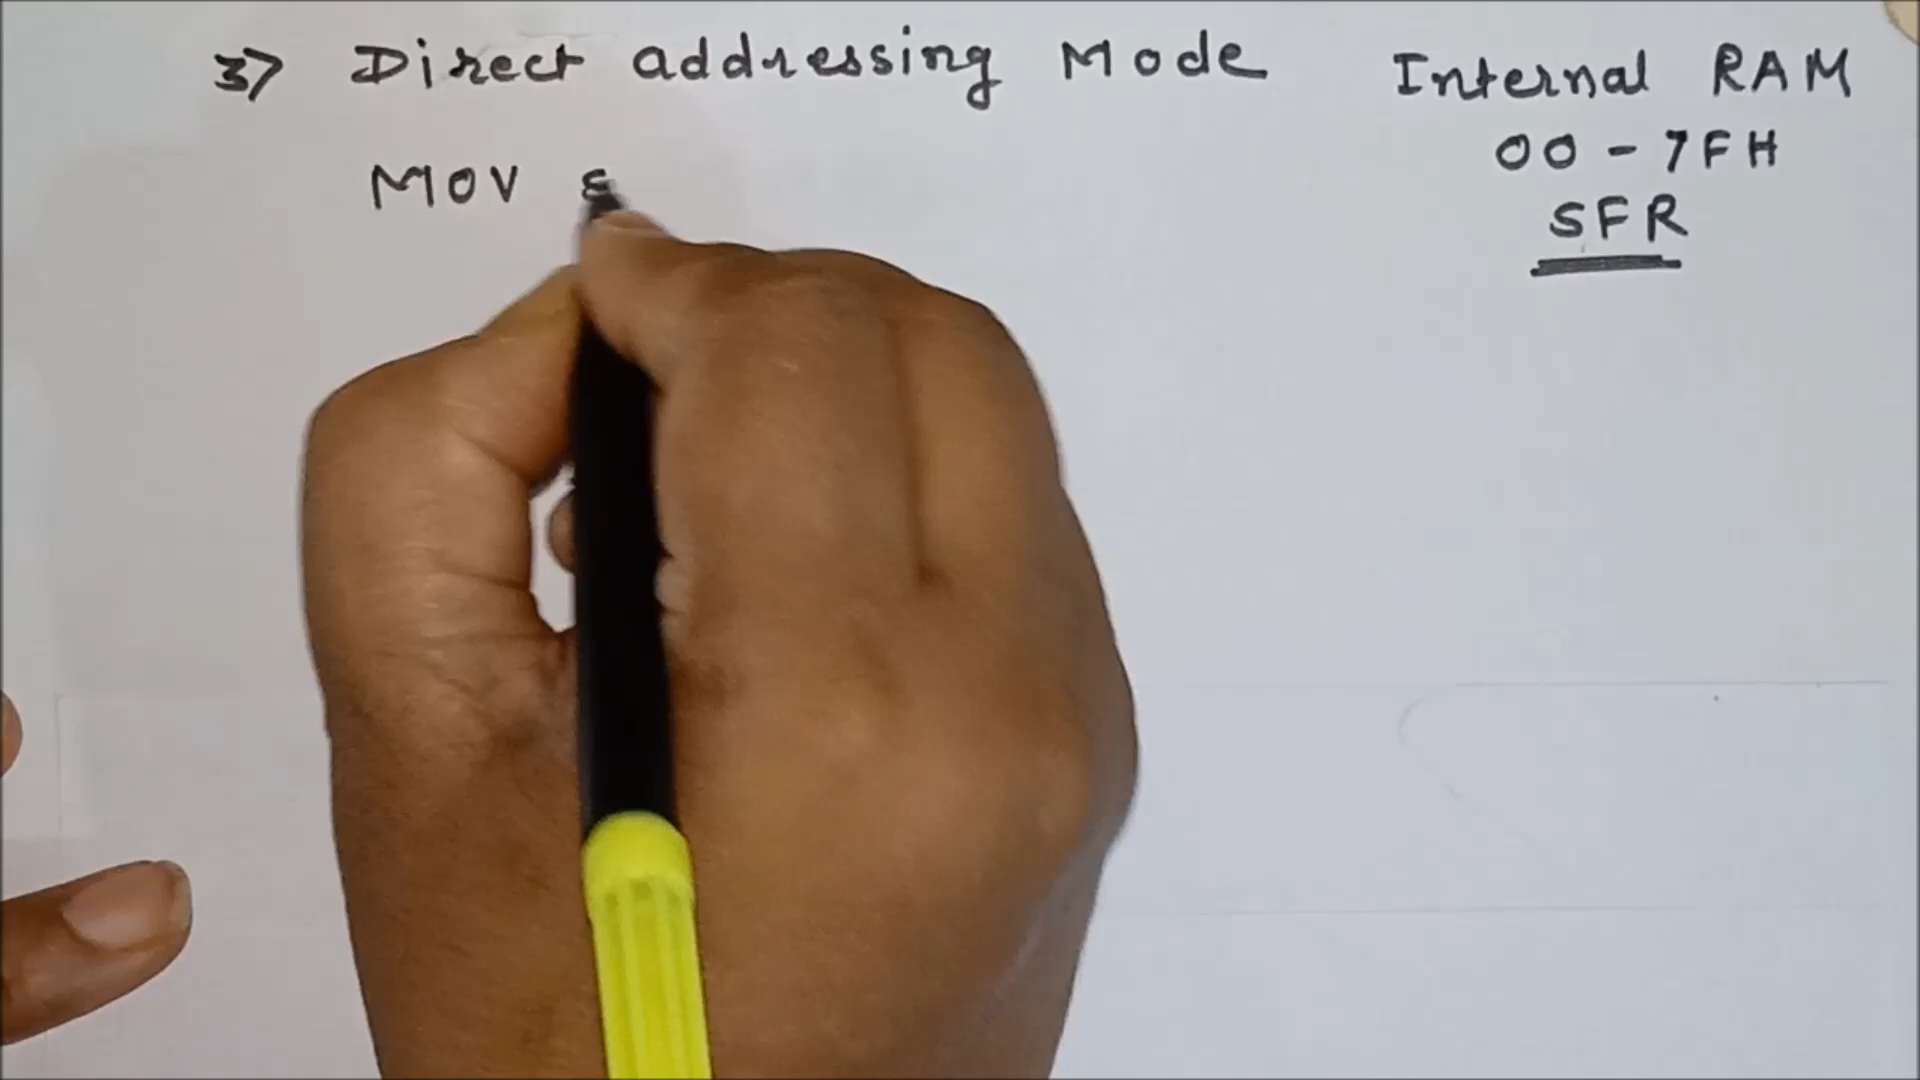 3) Direct addressing Mode
MOV
Internal RAM
00 - 7FH
SFR